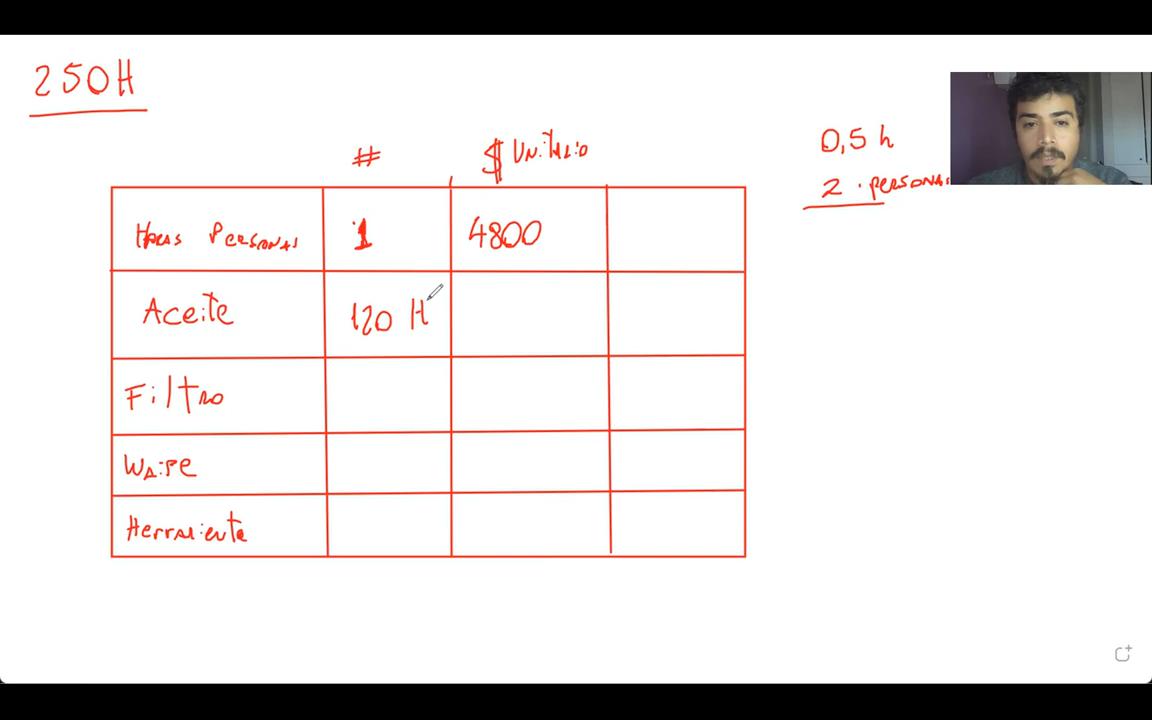 250H
# $ Unitario
0,5 h
2 . personas
Horas Personas 1 4800
Aceite 120 H
Filtro
Waipe
Herramienta